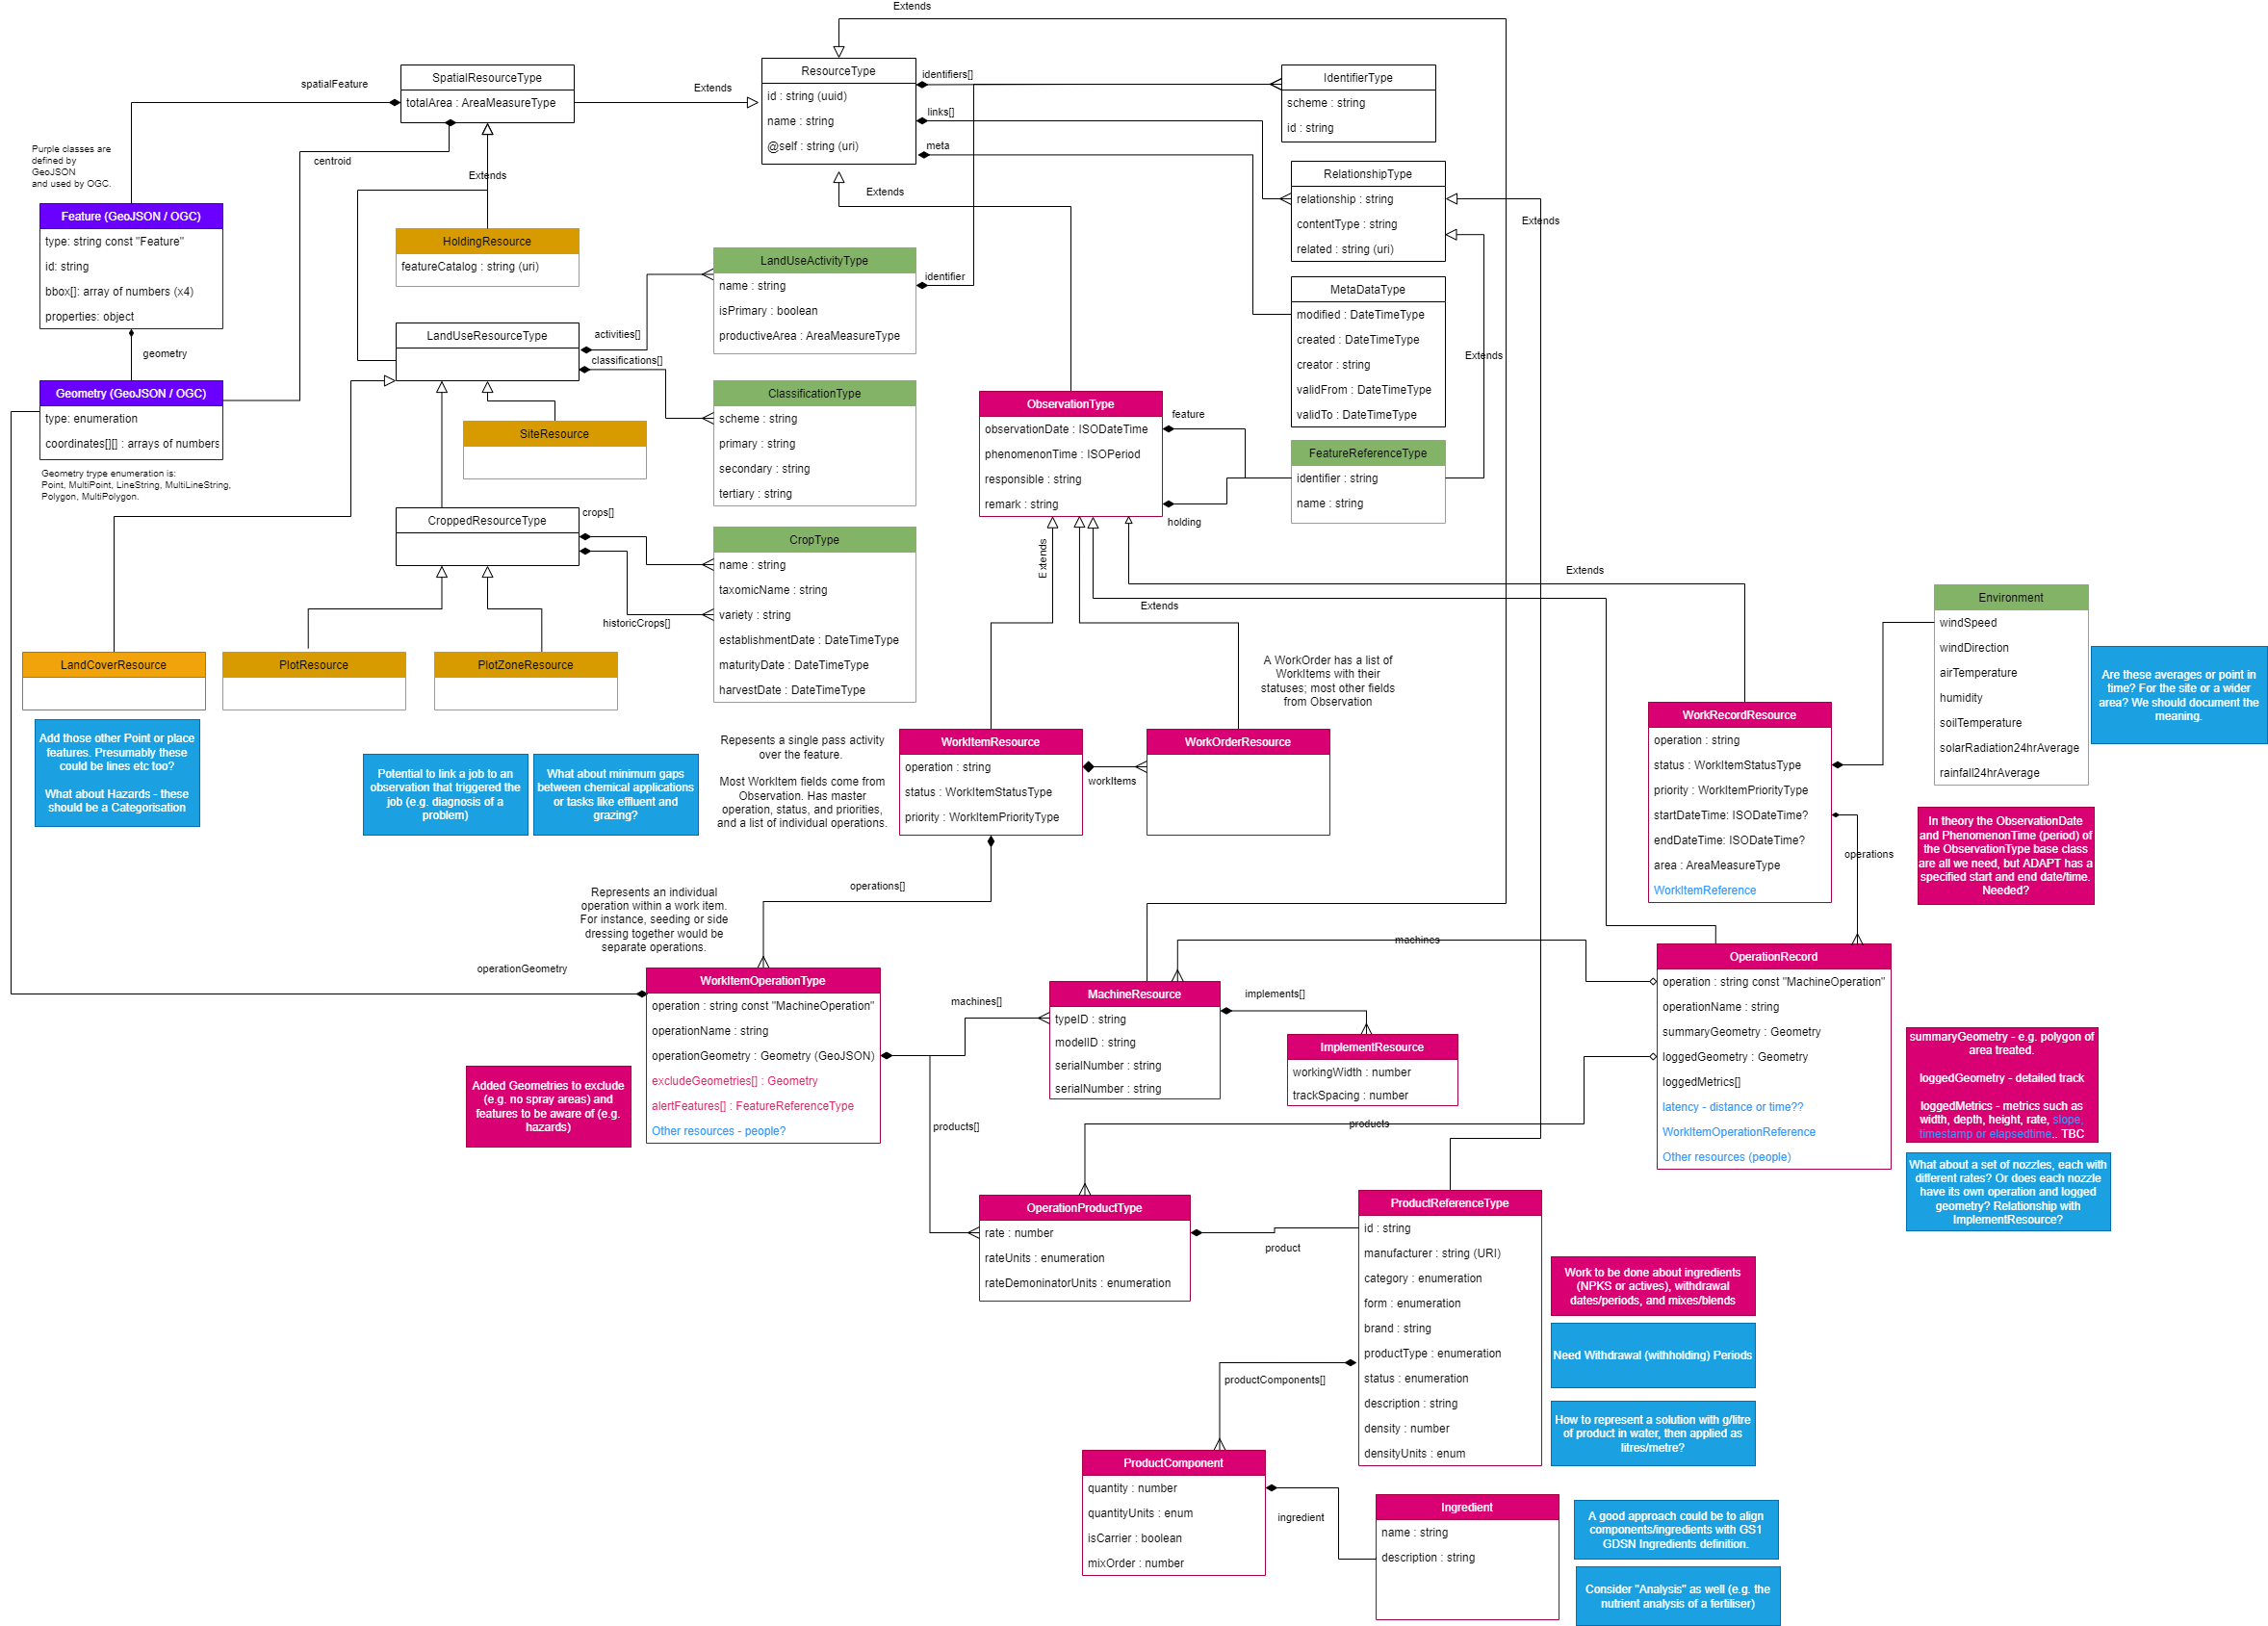 Extends
SpatialResourceType
totalArea : AreaMeasureType
spatialFeature
Extends
ResourceType
id : string (uuid)
name : string
@self : string (uri)
identifiers[]
links[]
meta
IdentifierType
scheme : string
id : string
Purple classes are
defined by
GeoJSON
and used by OGC.
centroid
Extends
Extends
RelationshipType
relationship : string
contentType : string
related : string (uri)
Extends
Feature (GeoJSON / OGC)
type: string const "Feature"
id: string
bbox[]: array of numbers (x4)
properties: object
geometry
HoldingResource
featureCatalog : string (uri)
LandUseActivityType
name : string
isPrimary : boolean
productiveArea : AreaMeasureType
identifier
MetaDataType
modified : DateTimeType
created : DateTimeType
creator : string
validFrom : DateTimeType
validTo : DateTimeType
Extends
LandUseResourceType
activities[]
classifications[]
Geometry (GeoJSON / OGC)
type: enumeration
coordinates[][] : arrays of numbers
Geometry trype enumeration is:
Point, MultiPoint, LineString, MultiLineString,
Polygon, MultiPolygon.
SiteResource
ClassificationType
scheme : string
primary : string
secondary : string
tertiary : string
ObservationType
observationDate : ISODateTime
phenomenonTime : ISOPeriod
responsible : string
remark : string
feature
holding
FeatureReferenceType
identifier : string
name : string
CroppedResourceType
crops[]
historicCrops[]
CropType
name : string
taxomicName : string
variety : string
establishmentDate : DateTimeType
maturityDate : DateTimeType
harvestDate : DateTimeType
Extends
Extends
Extends
Environment
windSpeed
windDirection
airTemperature
humidity
soilTemperature
solarRadiation24hrAverage
rainfall24hrAverage
Are these averages or point in
time? For the site or a wider
area? We should document the
meaning.
LandCoverResource
PlotResource
PlotZoneResource
A WorkOrder has a list of
WorkItems with their
statuses; most other fields
from Observation
Add those other Point or place
features. Presumably these
could be lines etc too?
What about Hazards - these
should be a Categorisation
Potential to link a job to an
observation that triggered the
job (e.g. diagnosis of a
problem)
What about minimum gaps
between chemical applications
or tasks like effluent and
grazing?
Repesents a single pass activity
over the feature.
Most WorkItem fields come from
Observation. Has master
operation, status, and priorities,
and a list of individual operations.
WorkItemResource
operation : string
status : WorkItemStatusType
priority : WorkItemPriorityType
workItems
WorkOrderResource
WorkRecordResource
operation : string
status : WorkItemStatusType
priority : WorkItemPriorityType
startDateTime: ISODateTime?
endDateTime: ISODateTime?
area : AreaMeasureType
WorkItemReference
operations
In theory the ObservationDate
and PhenomenonTime (period) of
the ObservationType base class
are all we need, but ADAPT has a
specified start and end date/time.
Needed?
operations[]
Represents an individual
operation within a work item.
For instance, seeding or side
dressing together would be
separate operations.
operationGeometry
WorkItemOperationType
operation : string const "MachineOperation"
operationName : string
operationGeometry : Geometry (GeoJSON)
excludeGeometries[] : Geometry
alertFeatures[] : FeatureReferenceType
Other resources - people?
Added Geometries to exclude
(e.g. no spray areas) and
features to be aware of (e.g.
hazards)
machines[]
products[]
machines
MachineResource
typeID : string
modelID : string
serialNumber : string
serialNumber : string
implements[]
ImplementResource
workingWidth : number
trackSpacing : number
products
OperationRecord
operation : string const "MachineOperation"
operationName : string
summaryGeometry : Geometry
loggedGeometry : Geometry
loggedMetrics[]
latency - distance or time??
WorkItemOperationReference
Other resources (people)
summaryGeometry - e.g. polygon of
area treated.
loggedGeometry - detailed track
loggedMetrics - metrics such as
width, depth, height, rate, slope,
timestamp or elapsedtime.. TBC
What about a set of nozzles, each with
different rates? Or does each nozzle
have its own operation and logged
geometry? Relationship with
ImplementResource?
OperationProductType
rate : number
rateUnits : enumeration
rateDemoninatorUnits : enumeration
product
ProductReferenceType
id : string
manufacturer : string (URI)
category : enumeration
form : enumeration
brand : string
productType : enumeration
status : enumeration
description : string
density : number
densityUnits : enum
Work to be done about ingredients
(NPKS or actives), withdrawal
dates/periods, and mixes/blends
Need Withdrawal (withholding) Periods
How to represent a solution with g/litre
of product in water, then applied as
litres/metre?
productComponents[]
ProductComponent
quantity : number
quantityUnits : enum
isCarrier : boolean
mixOrder : number
ingredient
Ingredient
name : string
description : string
A good approach could be to align
components/ingredients with GS1
GDSN Ingredients definition.
Consider "Analysis" as well (e.g. the
nutrient analysis of a fertiliser)